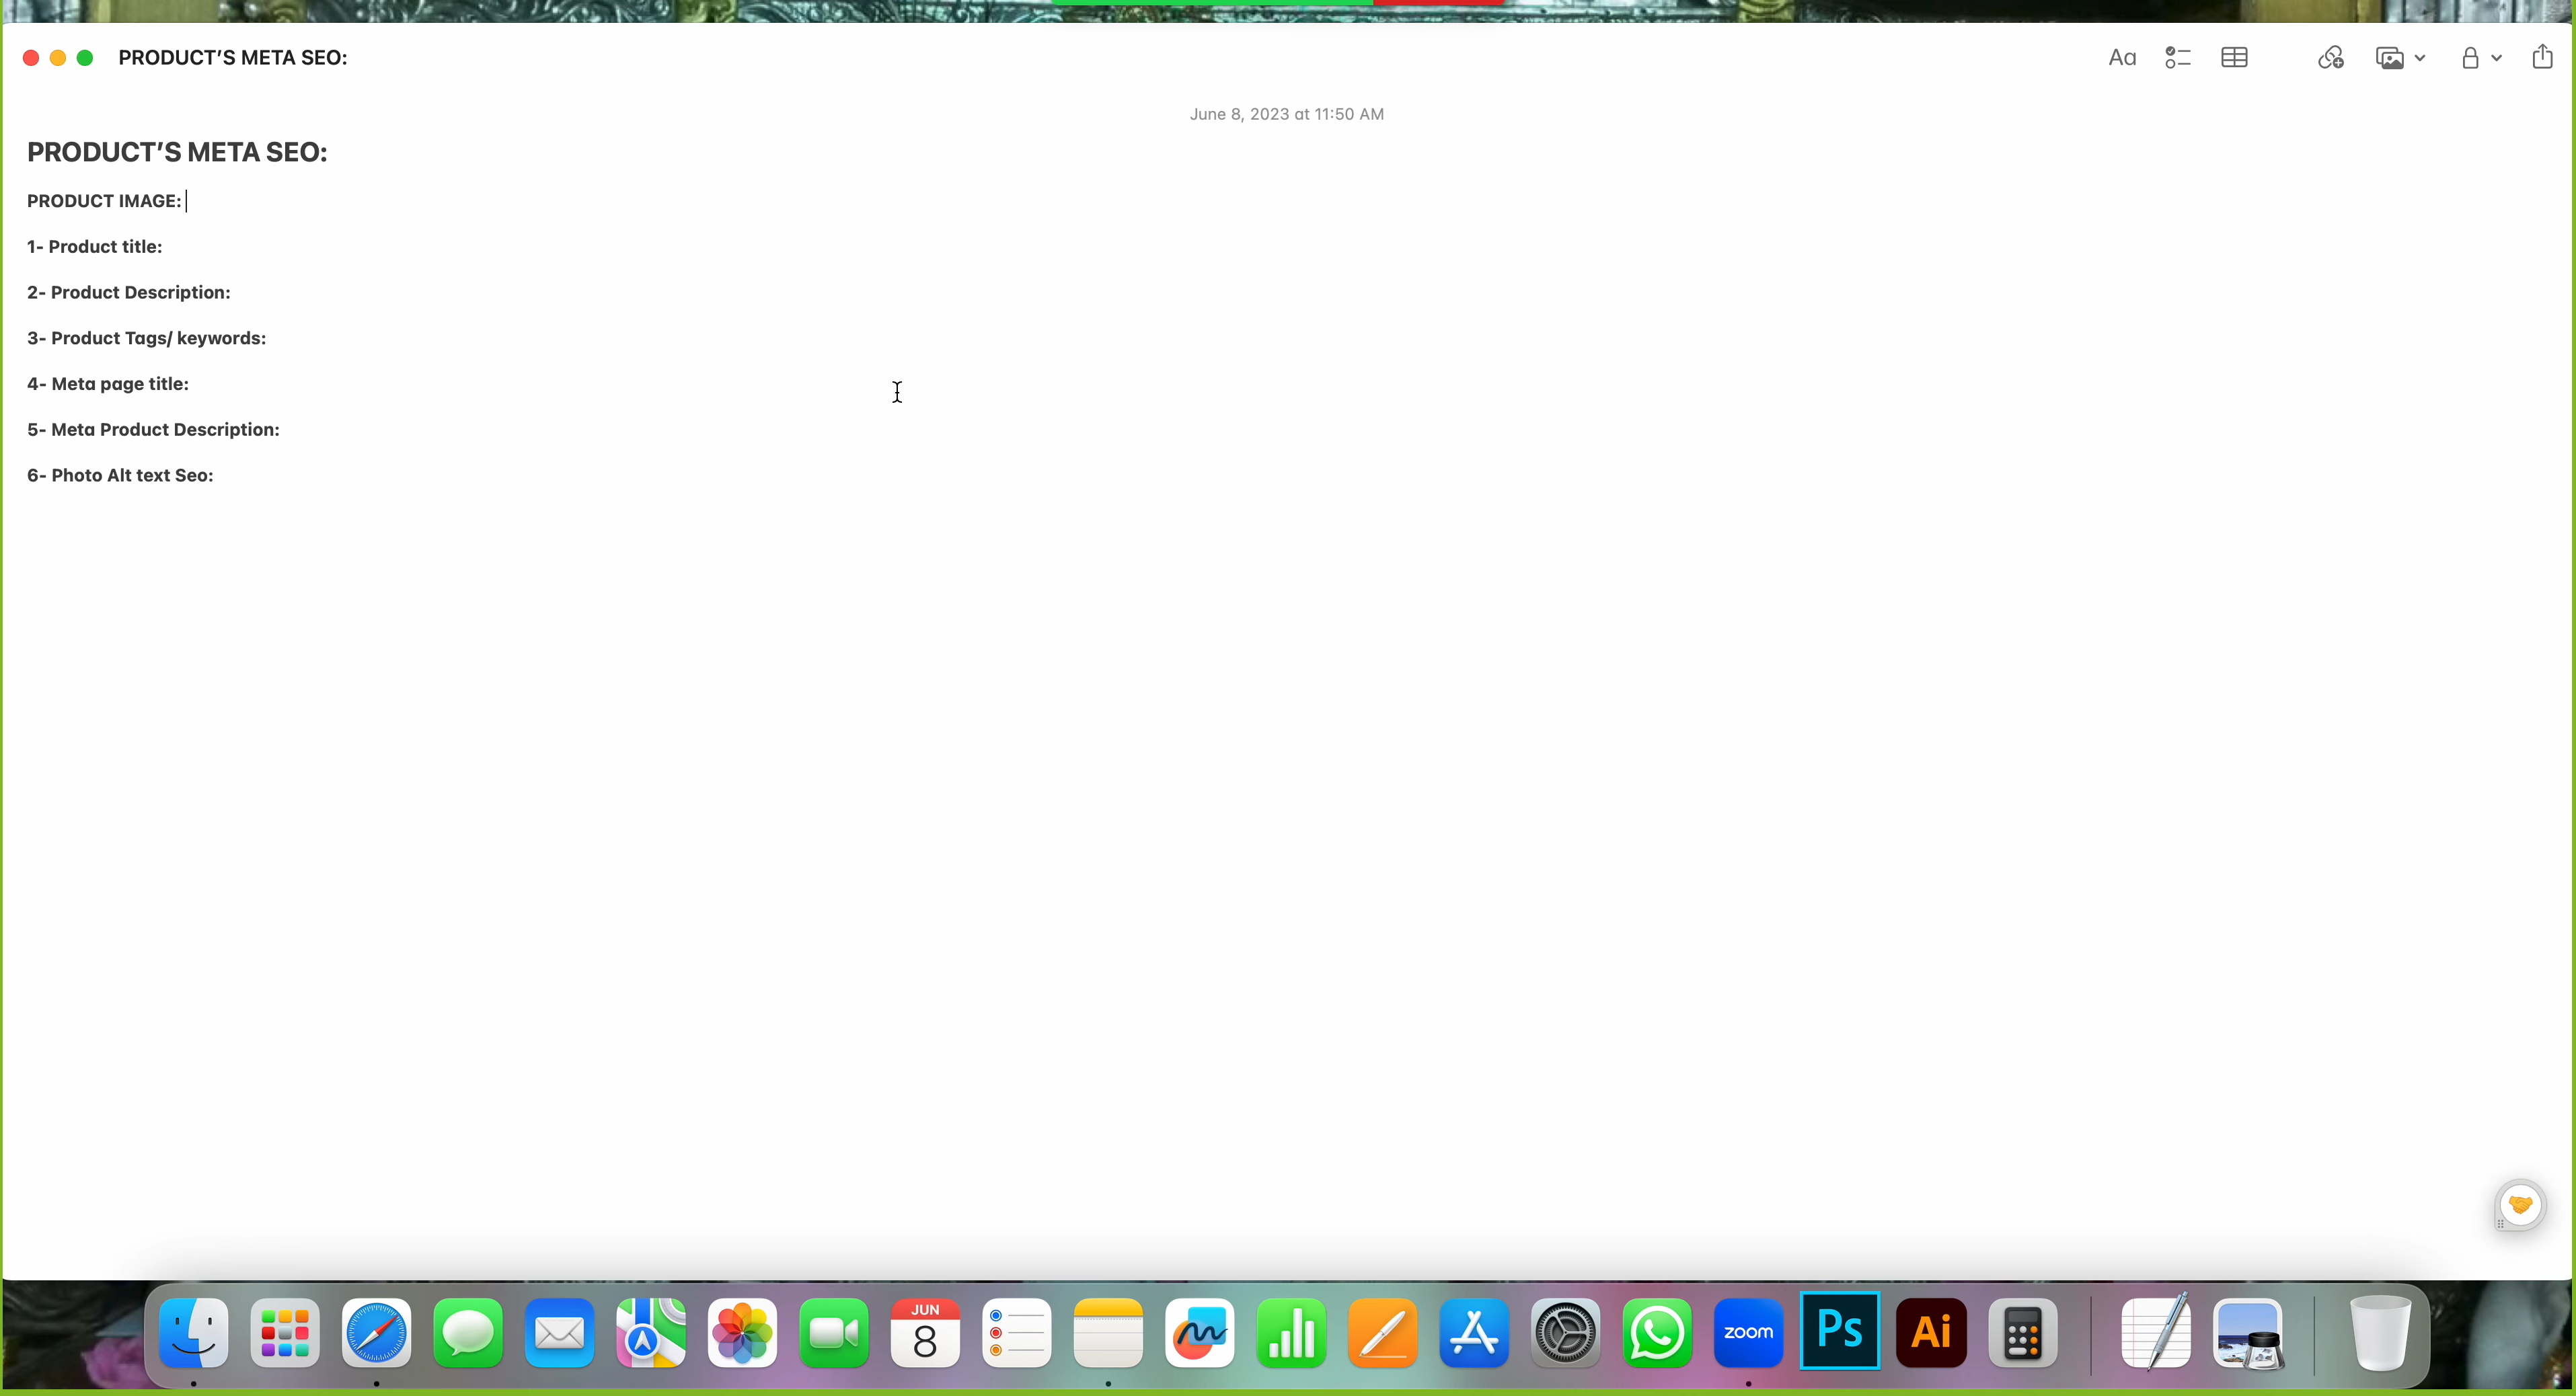 PRODUCT’S META SEO:
Aa
June 8, 2023 at 11:50 AM
PRODUCT’S META SEO:
PRODUCT IMAGE:
1- Product title:
2- Product Description:
3- Product Tags/ keywords:
4- Meta page title:
5- Meta Product Description:
6- Photo Alt text Seo:
JUN
8
zoom
Ps
Ai